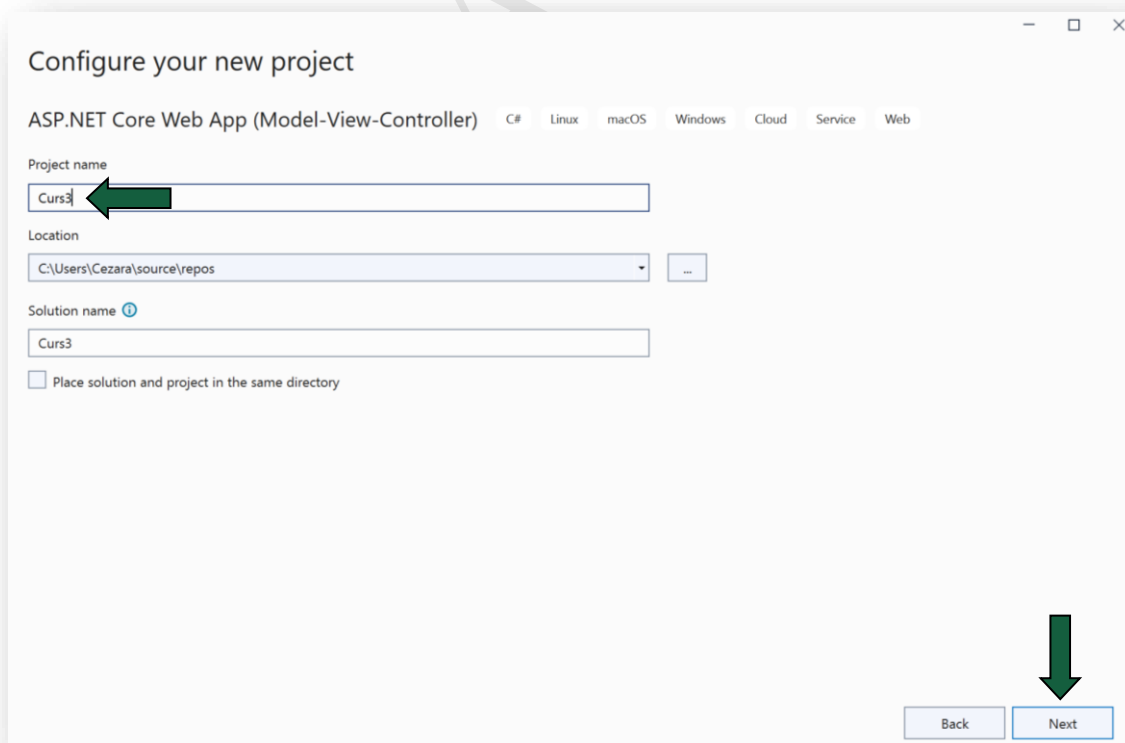 Configure your new project
ASP.NET Core Web App (Model-View-Controller) C# Linux macOS Windows Cloud Service Web
Project name
Curs3
Location
C:\Users\Cezara\source\repos
...
Solution name
Curs3
Place solution and project in the same directory
Back Next